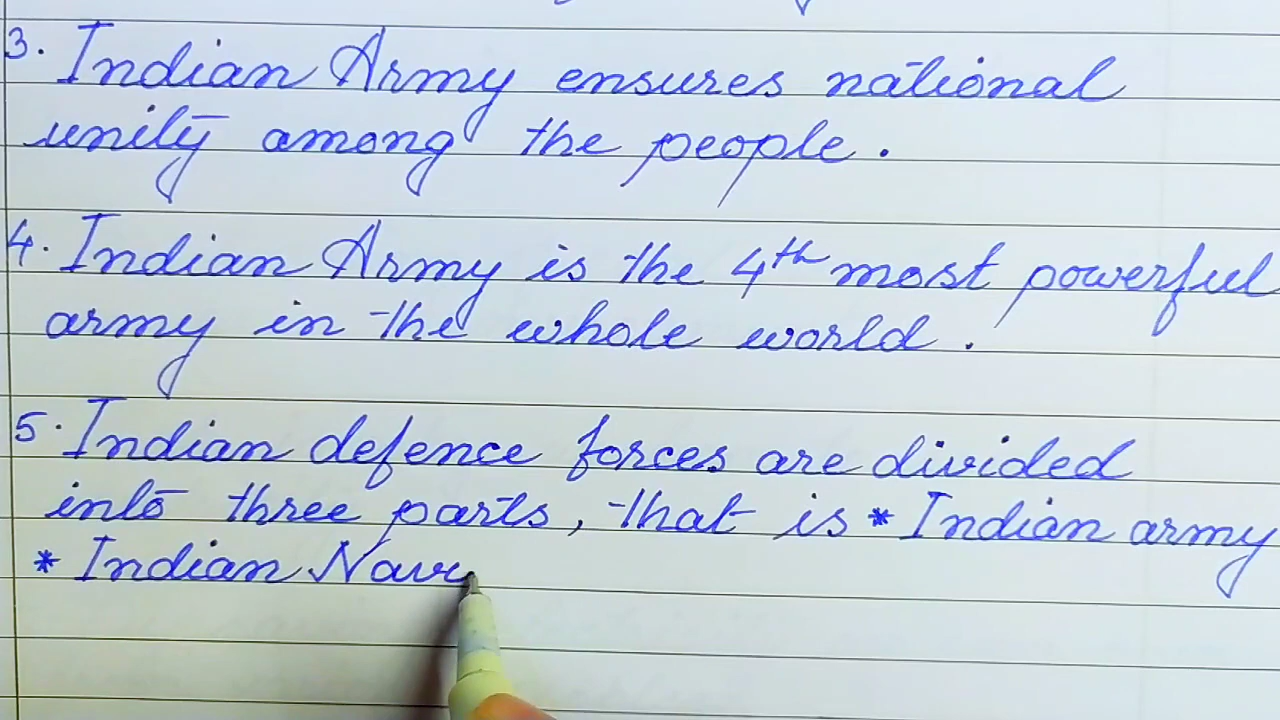 3. Indian Army ensures national
unity among the people.
4. Indian Army is the 4th most powerful
army in the whole world.
5. Indian defence forces are divided
into three parts, that is * Indian army
* Indian Navy